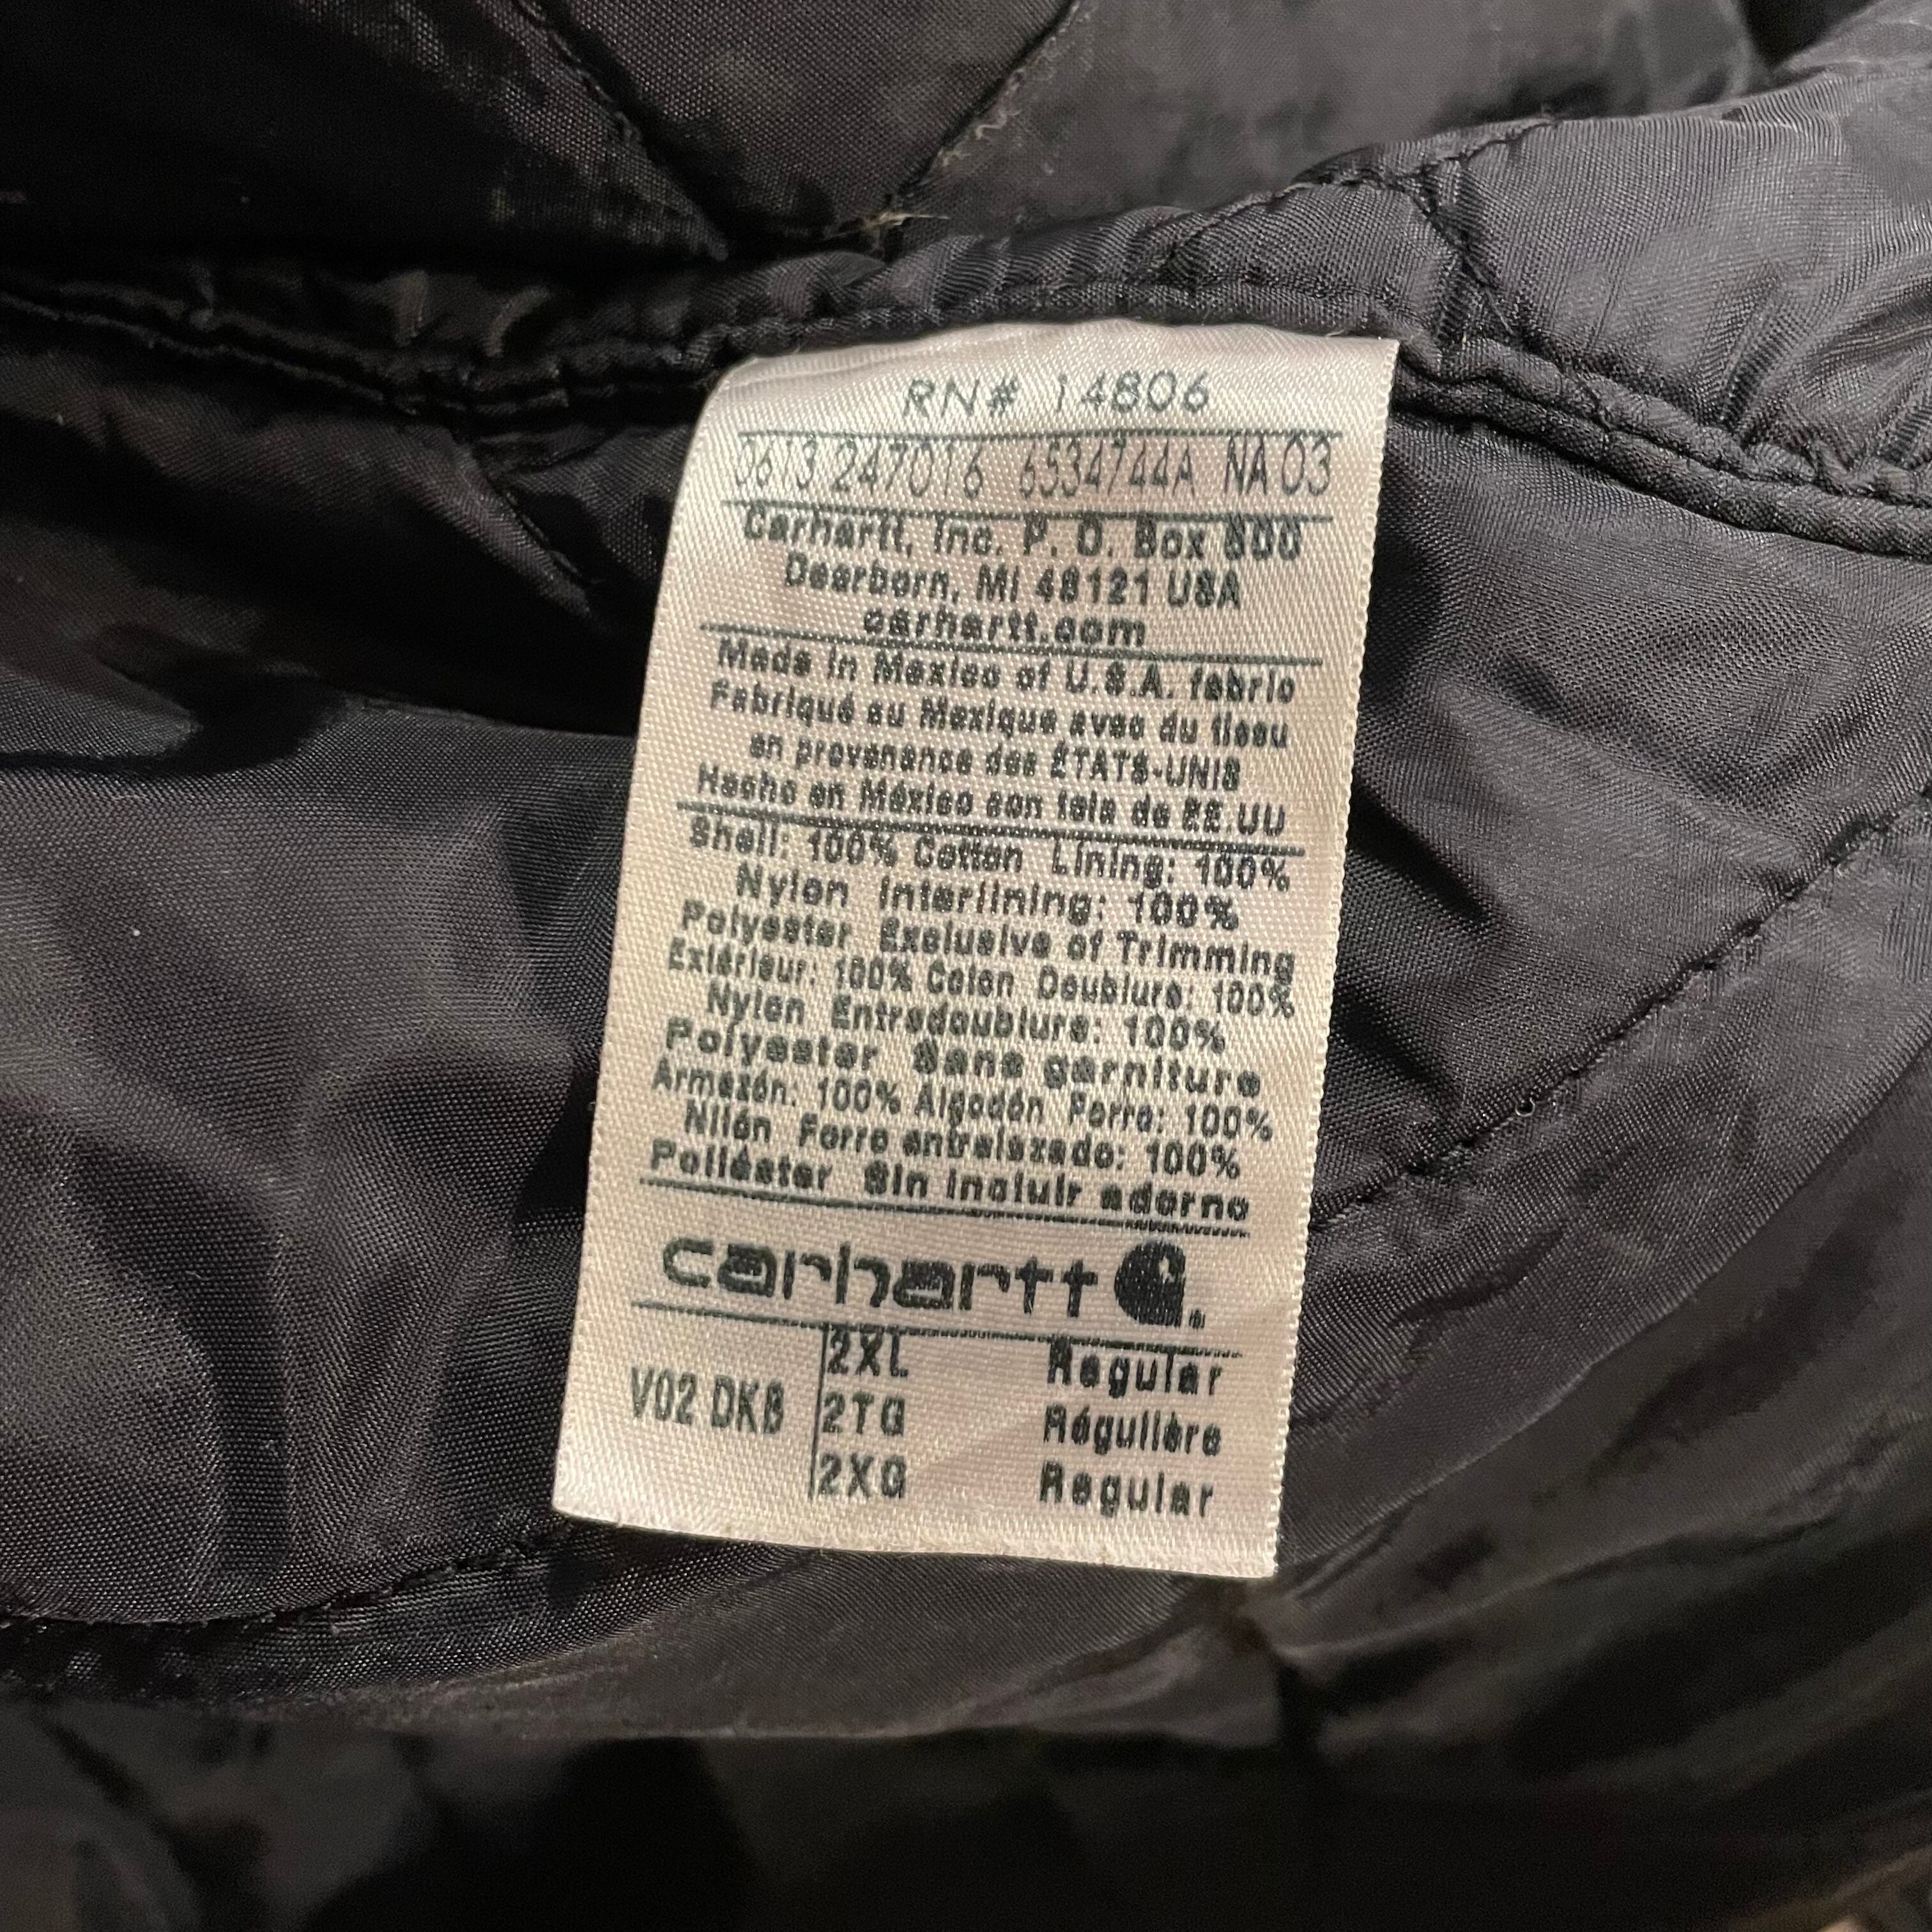 RN# 14806
0613 247016 6534744A NA 03
Carhartt, Inc. P. O. Box 600
Dearborn, MI 48121 USA
carhartt.com
Made in Mexico of U.S.A. fabric
Fabriqué au Mexique avec du tissu
en provenance des ÉTATS-UNIS
Hecho en México con tela de EE.UU
Shell: 100% Cotton Lining: 100%
Nylon Interlining: 100%
Polyester Exclusive of Trimming
Extérieur: 100% Coton Doublure: 100%
Nylon Entredoublure: 100%
Polyester Sans garniture
Armazón: 100% Algodón Forro: 100%
Nilón Forro entrelazado: 100%
Poliéster Sin incluir adorno
carhartt
2XL Regular
V02 DKB 2TG Régulière
2XG Regular